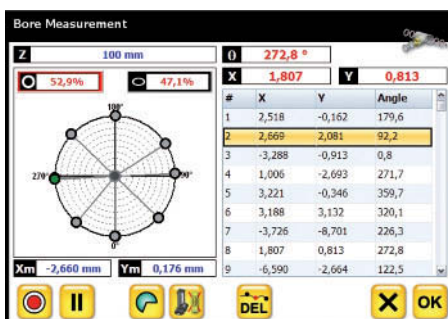 Bore Measurement
Z 100 mm
θ 272,8 °
52,9%
47,1%
X 1,807 Y 0,813
# X Y Angle
1 2,518 -0,162 179,6
2 2,669 2,081 92,2
3 -3,288 -0,913 0,8
4 1,006 -2,693 271,7
5 3,221 -0,346 359,7
6 3,188 3,132 320,1
7 -3,726 -8,701 226,3
8 1,807 0,813 272,8
9 -6,590 -2,664 122,5
180°
270°
90°
0°
Xm -2,660 mm Ym 0,176 mm
DEL
OK